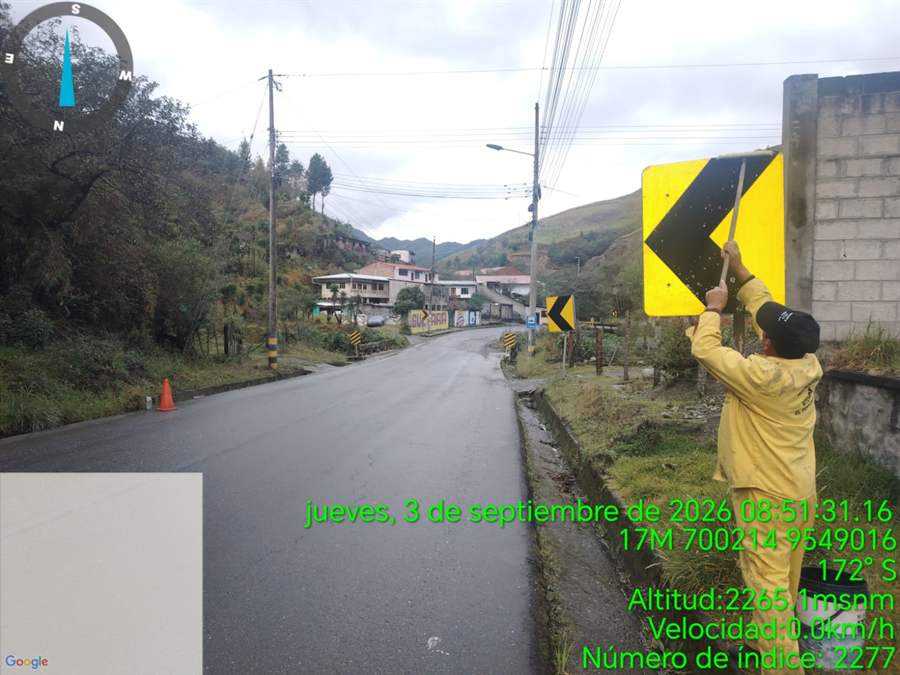 S
E
W
N
jueves, 3 de septiembre de 2026 08:51:31.16
17M 700214 9549016
172° S
Altitud:2265.1msnm
Velocidad:0.0km/h
Número de índice: 2277
Google